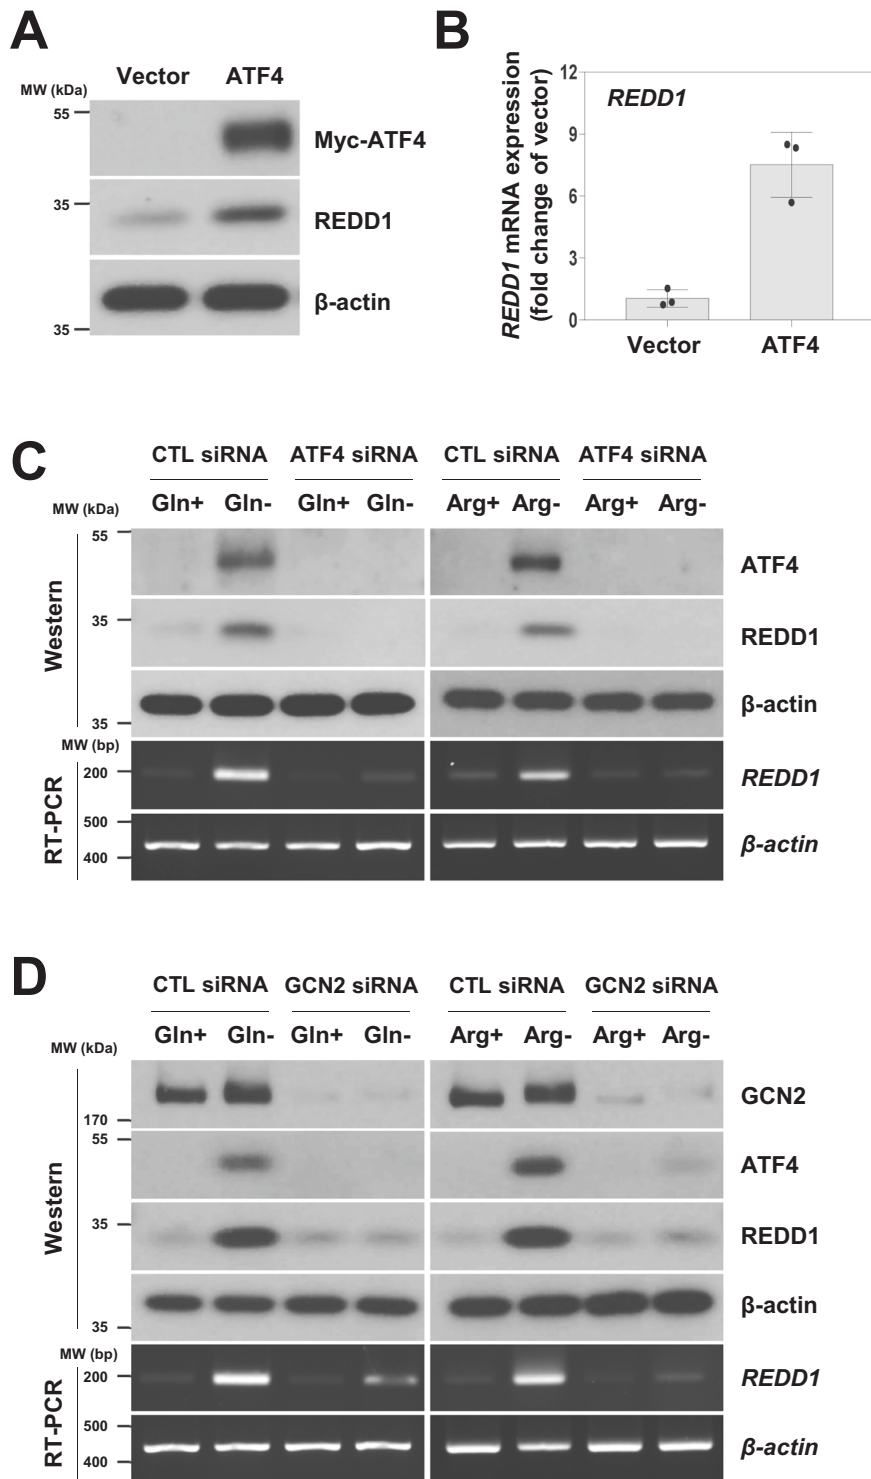 A
Vector ATF4
MW (kDa)
55
Myc-ATF4
35
REDD1
β-actin
35
B
REDD1 mRNA expression
(fold change of vector)
12
9
6
3
0
REDD1
Vector ATF4
C
CTL siRNA ATF4 siRNA CTL siRNA ATF4 siRNA
Gln+ Gln- Gln+ Gln- Arg+ Arg- Arg+ Arg-
MW (kDa)
Western
55
ATF4
35
REDD1
β-actin
35
MW (bp)
RT-PCR
200
REDD1
500
β-actin
400
D
CTL siRNA GCN2 siRNA CTL siRNA GCN2 siRNA
Gln+ Gln- Gln+ Gln- Arg+ Arg- Arg+ Arg-
MW (kDa)
Western
GCN2
170
55
ATF4
35
REDD1
β-actin
35
MW (bp)
RT-PCR
200
REDD1
500
β-actin
400